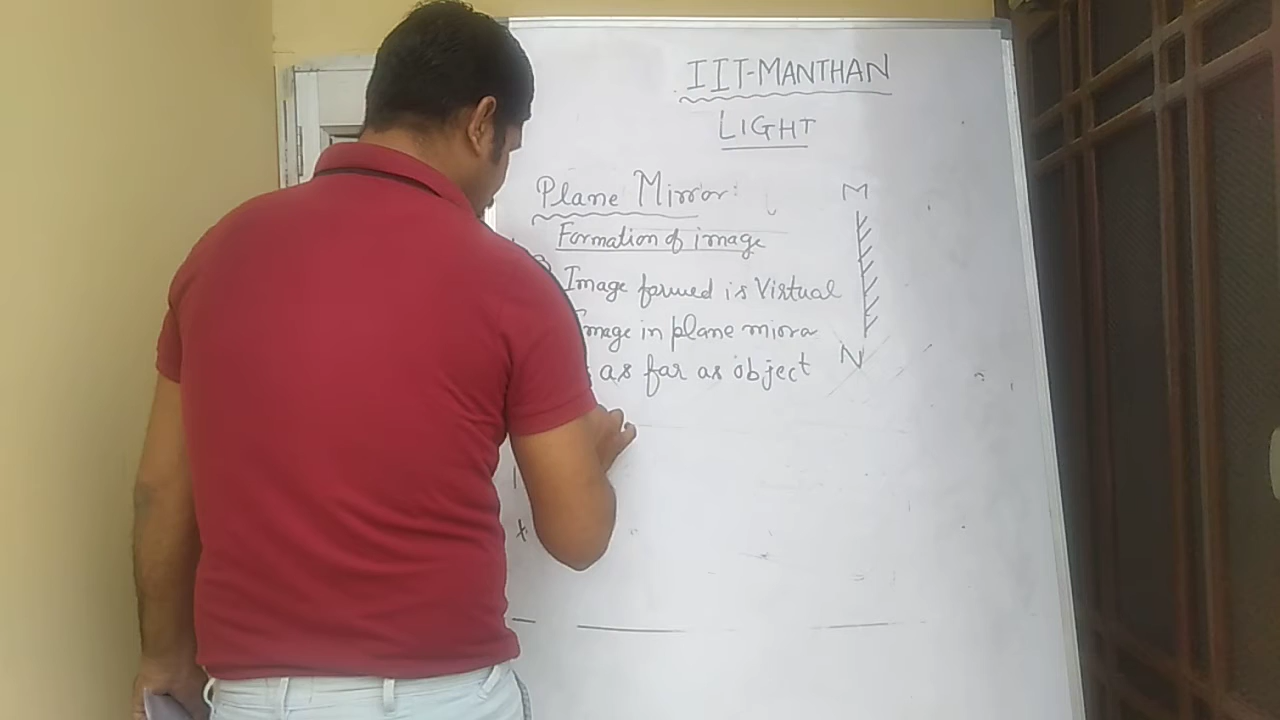 IIT-MANTHAN
LIGHT
Plane Mirror:
M
Formation of image
Image formed is Virtual
Image in plane mirror
N
as far as object